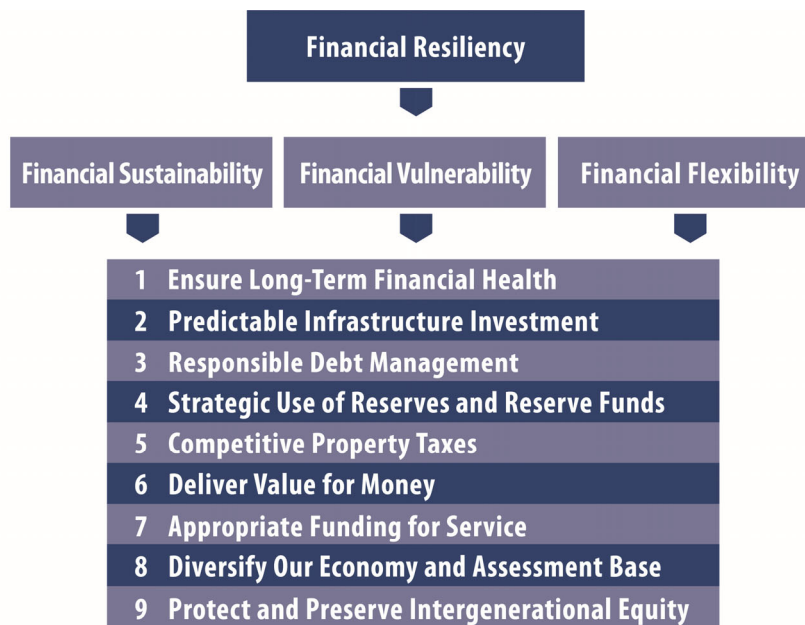 Financial Resiliency
Financial Sustainability
Financial Vulnerability
Financial Flexibility
1 Ensure Long-Term Financial Health
2 Predictable Infrastructure Investment
3 Responsible Debt Management
4 Strategic Use of Reserves and Reserve Funds
5 Competitive Property Taxes
6 Deliver Value for Money
7 Appropriate Funding for Service
8 Diversify Our Economy and Assessment Base
9 Protect and Preserve Intergenerational Equity